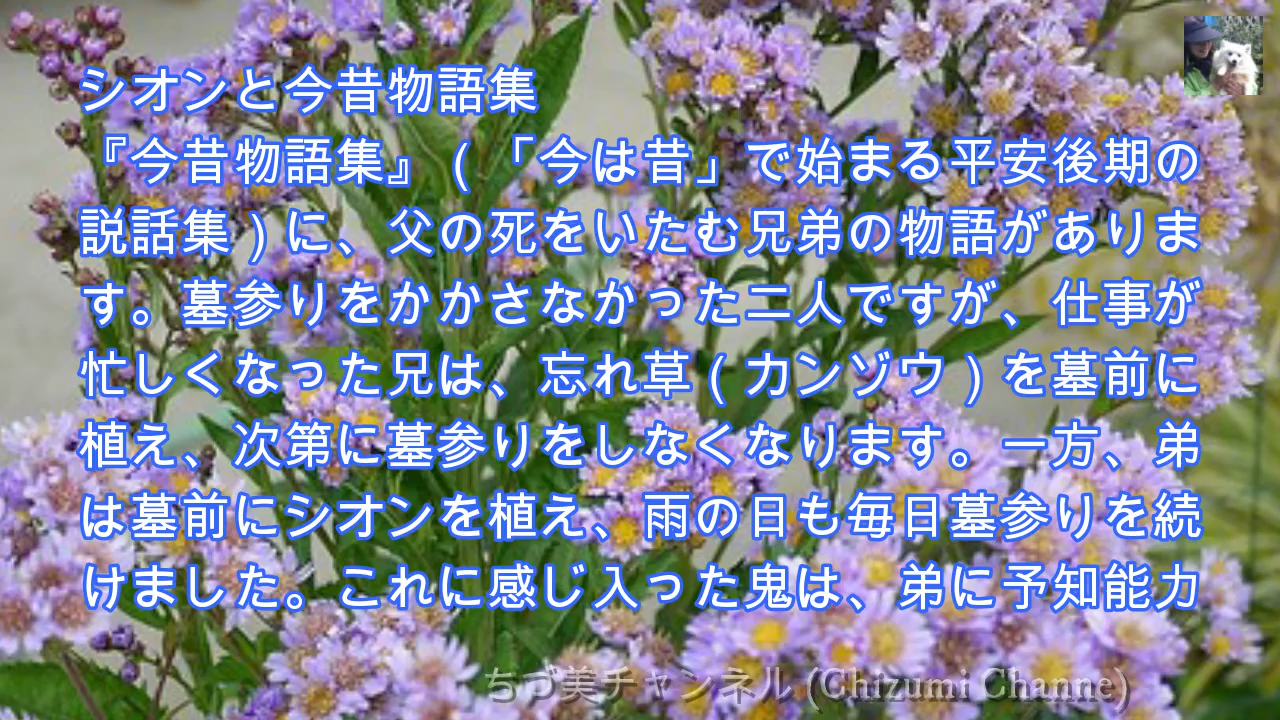 シオンと今昔物語集
『今昔物語集』(「今は昔」で始まる平安後期の
説話集)に、父の死をいたむ兄弟の物語がありま
す。墓参りをかかさなかった二人ですが、仕事が
忙しくなった兄は、忘れ草(カンゾウ)を墓前に
植え、次第に墓参りをしなくなります。一方、弟
は墓前にシオンを植え、雨の日も毎日墓参りを続
けました。これに感じ入った鬼は、弟に予知能力
ちづ美チャンネル (Chizumi Channe)